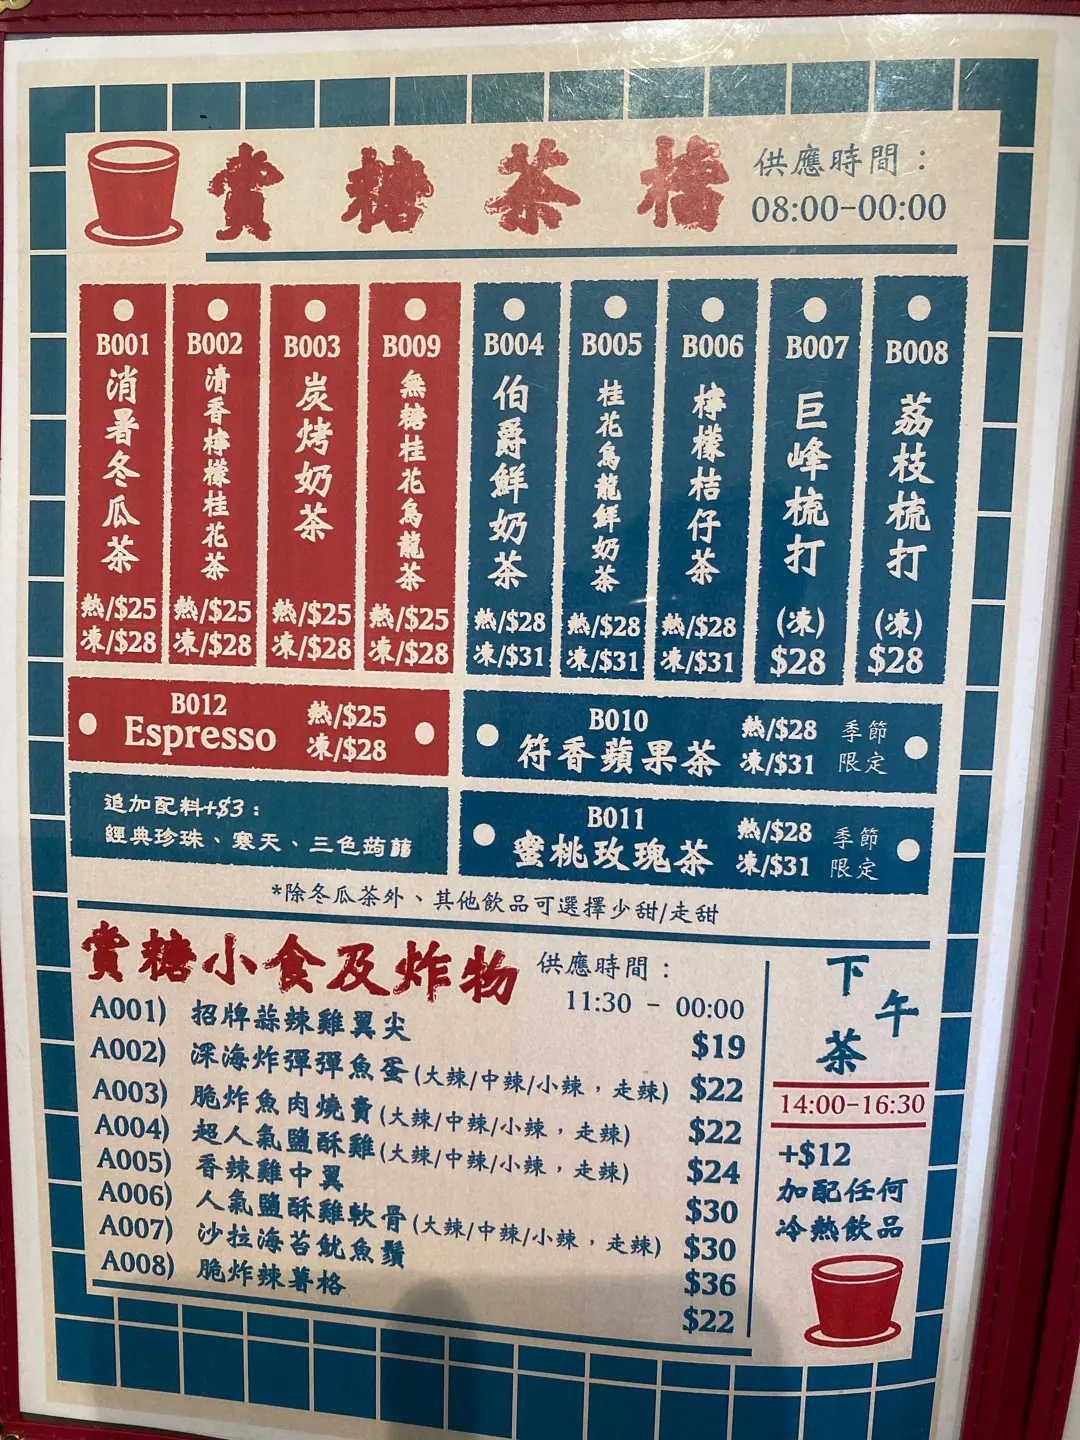 賞糖茶檔
供應時間：
08:00-00:00
B001
消暑冬瓜茶
熱/$25
凍/$28
B002
清香檸檬桂花茶
熱/$25
凍/$28
B003
炭烤奶茶
熱/$25
凍/$28
B009
無糖桂花烏龍茶
熱/$25
凍/$28
B004
伯爵鮮奶茶
熱/$28
凍/$31
B005
桂花烏龍鮮奶茶
熱/$28
凍/$31
B006
檸檬桔仔茶
熱/$28
凍/$31
B007
巨峰梳打
(凍)
$28
B008
荔枝梳打
(凍)
$28
B012
Espresso
熱/$25
凍/$28
B010
符香蘋果茶
熱/$28
凍/$31
季節
限定
追加配料+$3：
經典珍珠、寒天、三色蒟蒻
B011
蜜桃玫瑰茶
熱/$28
凍/$31
季節
限定
*除冬瓜茶外、其他飲品可選擇少甜/走甜
賞糖小食及炸物
供應時間：
11:30 - 00:00
A001) 招牌蒜辣雞翼尖 $19
A002) 深海炸彈彈魚蛋(大辣/中辣/小辣，走辣) $22
A003) 脆炸魚肉燒賣(大辣/中辣/小辣，走辣) $22
A004) 超人氣鹽酥雞(大辣/中辣/小辣，走辣) $24
A005) 香辣雞中翼 $30
A006) 人氣鹽酥雞軟骨(大辣/中辣/小辣，走辣) $30
A007) 沙拉海苔魷魚鬚 $36
A008) 脆炸辣薯格 $22
下午茶
14:00-16:30
+$12
加配任何
冷熱飲品